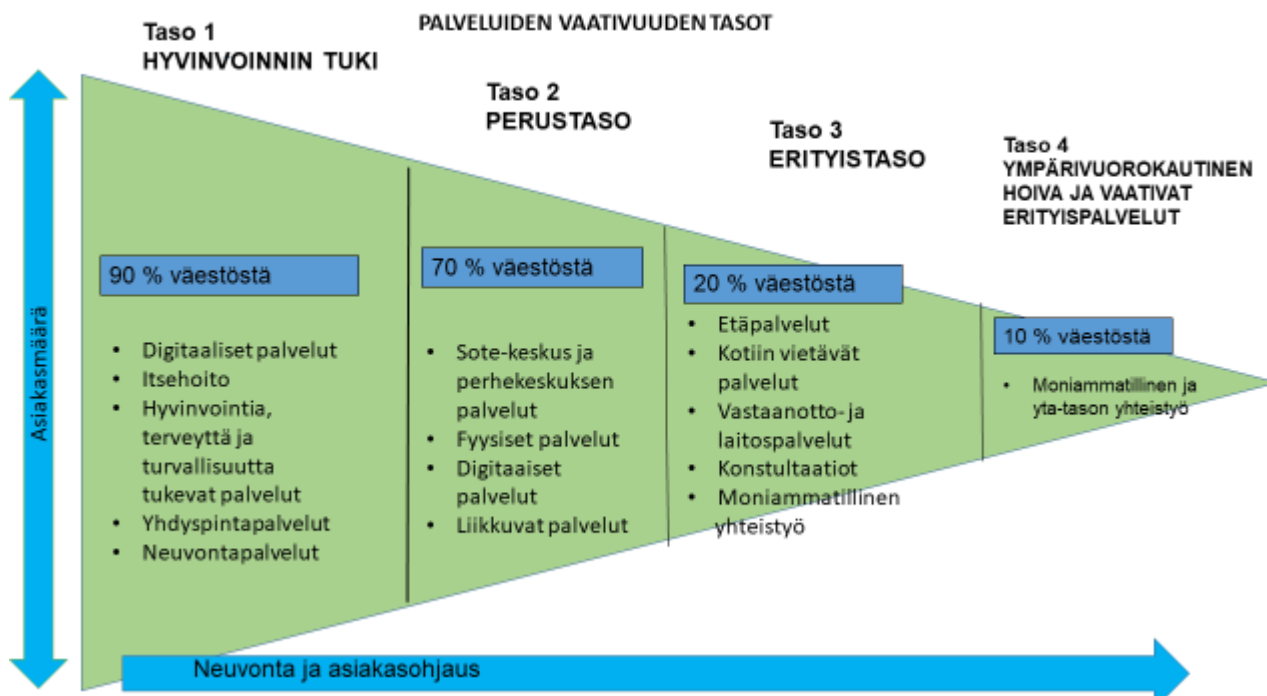 PALVELUIDEN VAATIVUUDEN TASOT
Taso 1
HYVINVOINNIN TUKI
Taso 2
PERUSTASO
Taso 3
ERITYISTASO
Taso 4
YMPÄRIVUOROKAUTINEN
HOIVA JA VAATIVAT
ERITYISPALVELUT
Asiakasmäärä
90 % väestöstä
• Digitaaliset palvelut
• Itsehoito
• Hyvinvointia,
terveyttä ja
turvallisuutta
tukevat palvelut
• Yhdyspintapalvelut
• Neuvontapalvelut
70 % väestöstä
• Sote-keskus ja
perhekeskuksen
palvelut
• Fyysiset palvelut
• Digitaaiset
palvelut
• Liikkuvat palvelut
20 % väestöstä
• Etäpalvelut
• Kotiin vietävät
palvelut
• Vastaanotto- ja
laitospalvelut
• Konstultaatiot
• Moniammatillinen
yhteistyö
10 % väestöstä
• Moniammatillinen ja
yta-tason yhteistyö
Neuvonta ja asiakasohjaus